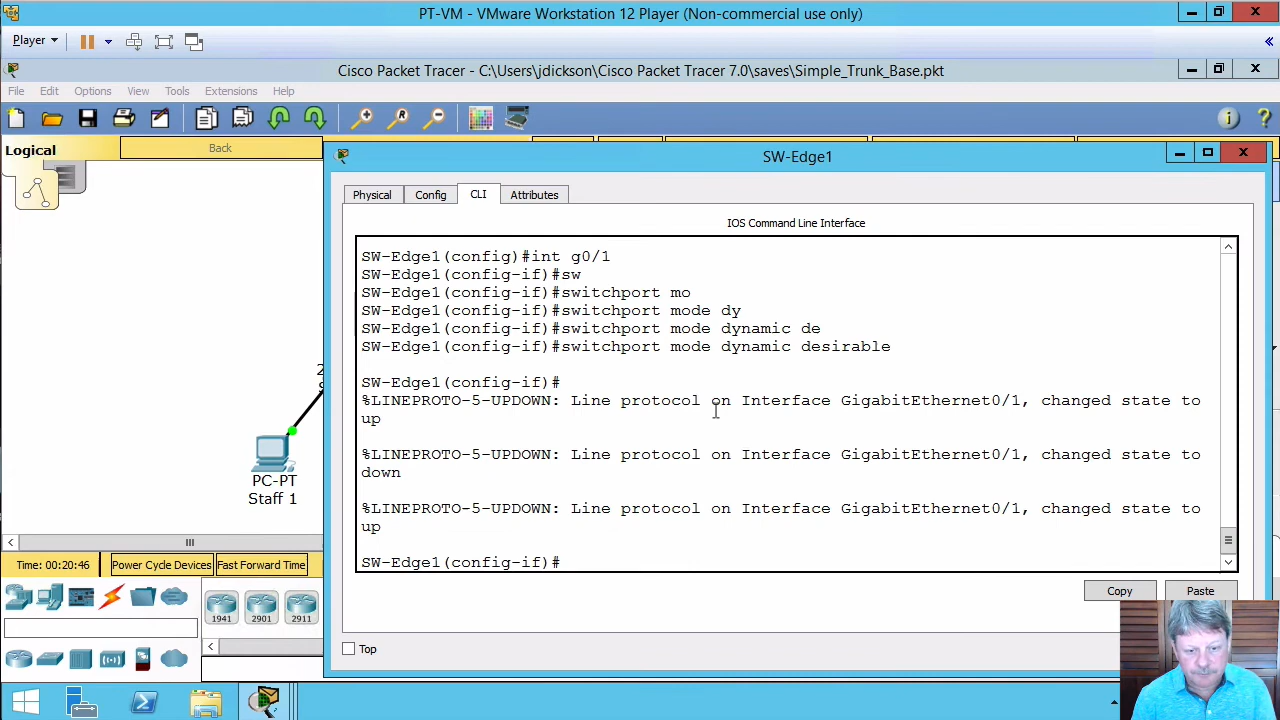 PT-VM - VMware Workstation 12 Player (Non-commercial use only)
Player
Cisco Packet Tracer - C:\Users\jdickson\Cisco Packet Tracer 7.0\saves\Simple_Trunk_Base.pkt
File Edit Options View Tools Extensions Help
Logical
Back
SW-Edge1
Physical Config CLI Attributes
IOS Command Line Interface
SW-Edge1(config)#int g0/1
SW-Edge1(config-if)#sw
SW-Edge1(config-if)#switchport mo
SW-Edge1(config-if)#switchport mode dy
SW-Edge1(config-if)#switchport mode dynamic de
SW-Edge1(config-if)#switchport mode dynamic desirable
SW-Edge1(config-if)#
%LINEPROTO-5-UPDOWN: Line protocol on Interface GigabitEthernet0/1, changed state to
up
%LINEPROTO-5-UPDOWN: Line protocol on Interface GigabitEthernet0/1, changed state to
down
%LINEPROTO-5-UPDOWN: Line protocol on Interface GigabitEthernet0/1, changed state to
up
SW-Edge1(config-if)#
Copy Paste
Top
2
PC-PT
Staff 1
Time: 00:20:46 Power Cycle Devices Fast Forward Time
1941 2901 2911